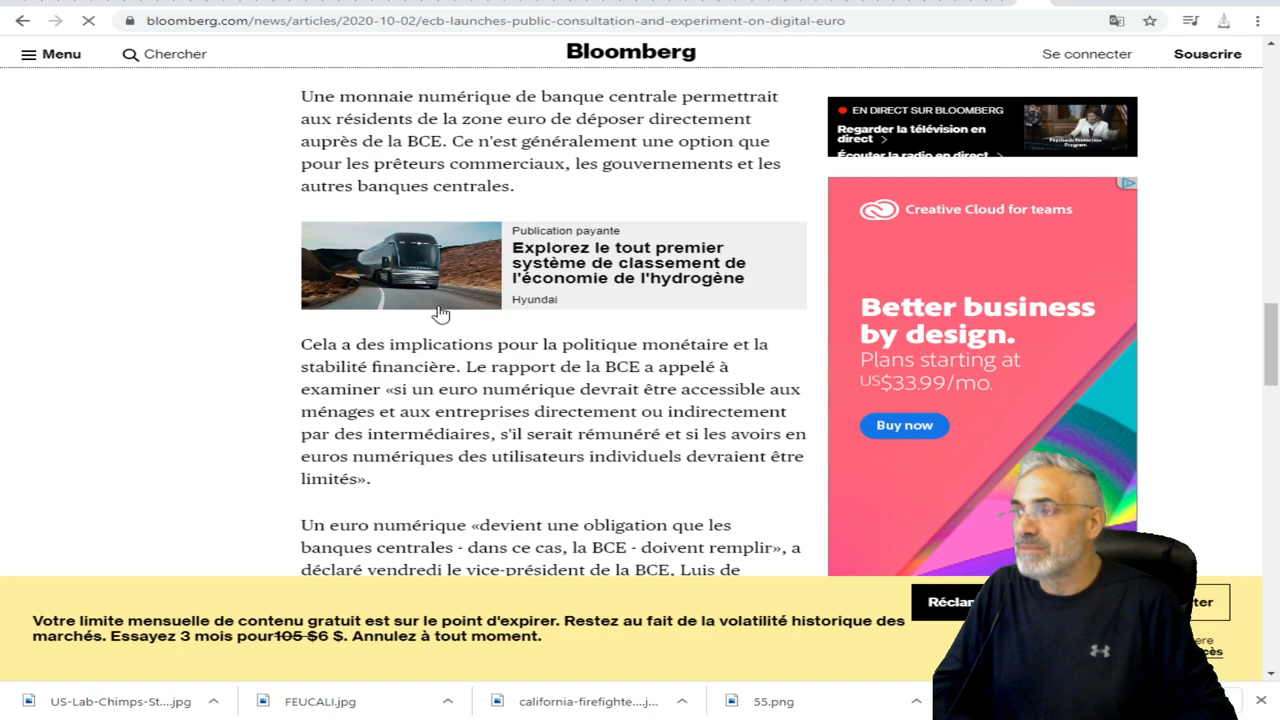 bloomberg.com/news/articles/2020-10-02/ecb-launches-public-consultation-and-experiment-on-digital-euro
Menu
Chercher
Bloomberg
Se connecter
Souscrire
Une monnaie numérique de banque centrale permettrait
aux résidents de la zone euro de déposer directement
auprès de la BCE. Ce n'est généralement une option que
pour les prêteurs commerciaux, les gouvernements et les
autres banques centrales.
Publication payante
Explorez le tout premier
système de classement de
l'économie de l'hydrogène
Hyundai
Cela a des implications pour la politique monétaire et la
stabilité financière. Le rapport de la BCE a appelé à
examiner «si un euro numérique devrait être accessible aux
ménages et aux entreprises directement ou indirectement
par des intermédiaires, s'il serait rémunéré et si les avoirs en
euros numériques des utilisateurs individuels devraient être
limités».
Un euro numérique «devient une obligation que les
banques centrales - dans ce cas, la BCE - doivent remplir», a
déclaré vendredi le vice-président de la BCE, Luis de
EN DIRECT SUR BLOOMBERG
Regarder la télévision en
direct
Écouter la radio en direct
Paycheck Protection
Program
Creative Cloud for teams
Better business
by design.
Plans starting at
US$33.99/mo.
Buy now
Votre limite mensuelle de contenu gratuit est sur le point d'expirer. Restez au fait de la volatilité historique des
marchés. Essayez 3 mois pour105 $6 $. Annulez à tout moment.
US-Lab-Chimps-St....jpg
FEUCALI.jpg
california-firefighte....j...
55.png